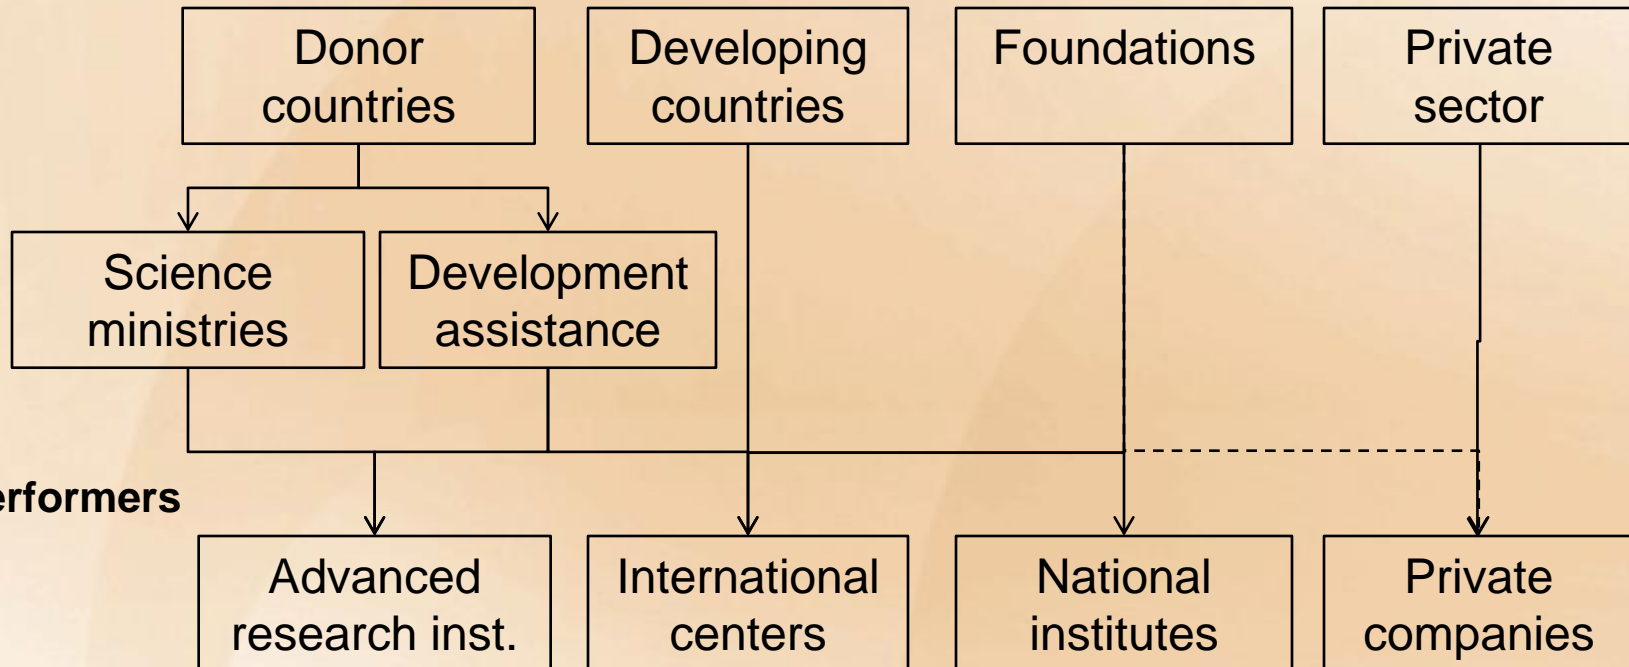 Donor
countries
Developing
countries
Foundations
Private
sector
Science
ministries
Development
assistance
erformers
Advanced
research inst.
International
centers
National
institutes
Private
companies